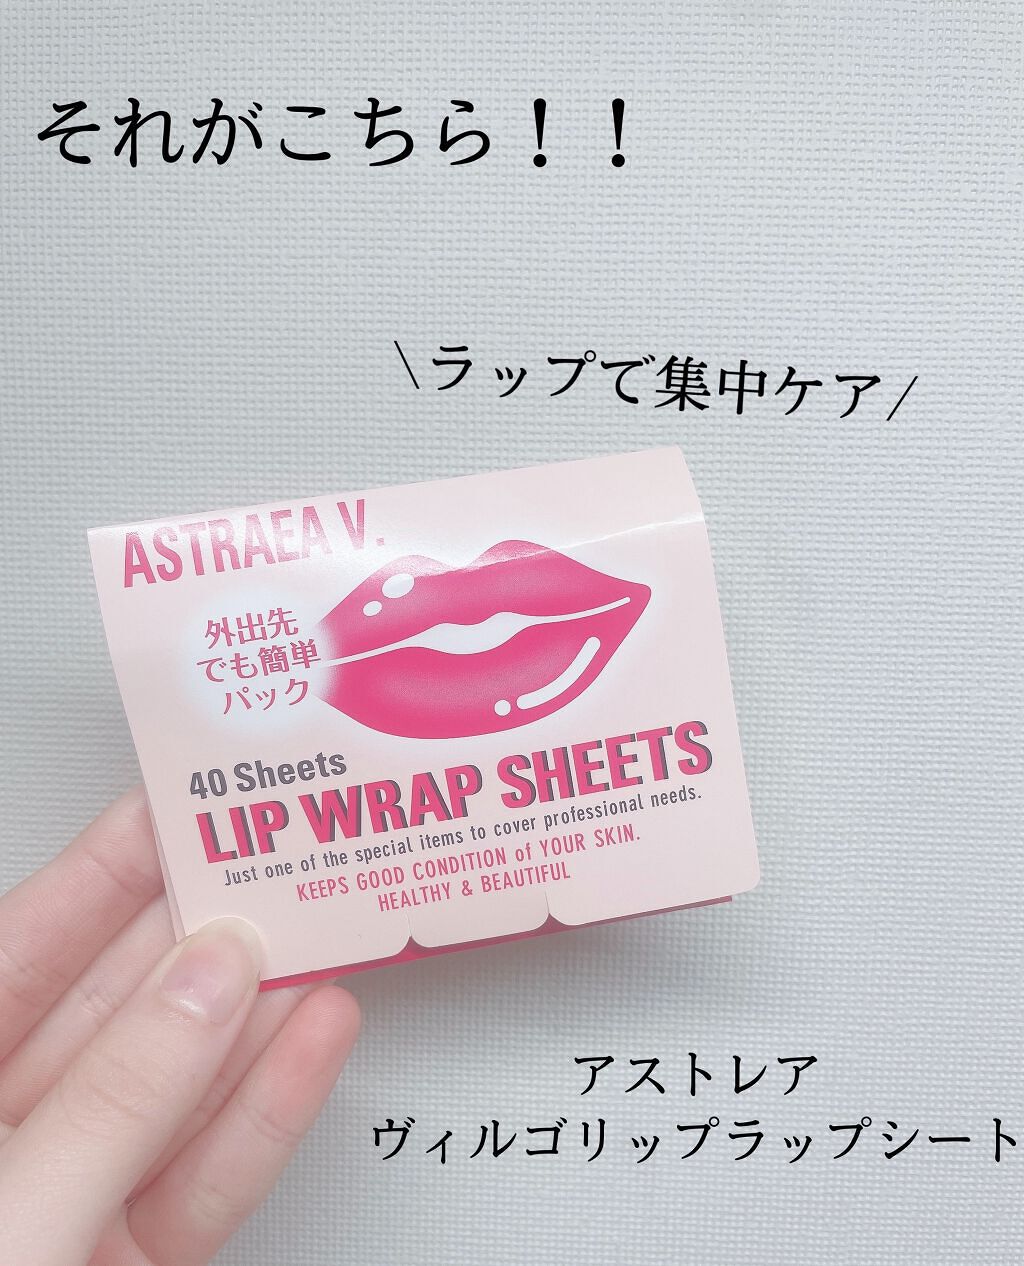 それがこちら！！
\ラップで集中ケア/
ASTRAEA V.
外出先
でも簡単
パック
40 Sheets
LIP WRAP SHEETS
Just one of the special items to cover professional needs.
KEEPS GOOD CONDITION of YOUR SKIN.
HEALTHY & BEAUTIFUL
アストレア
ヴィルゴリップラップシート